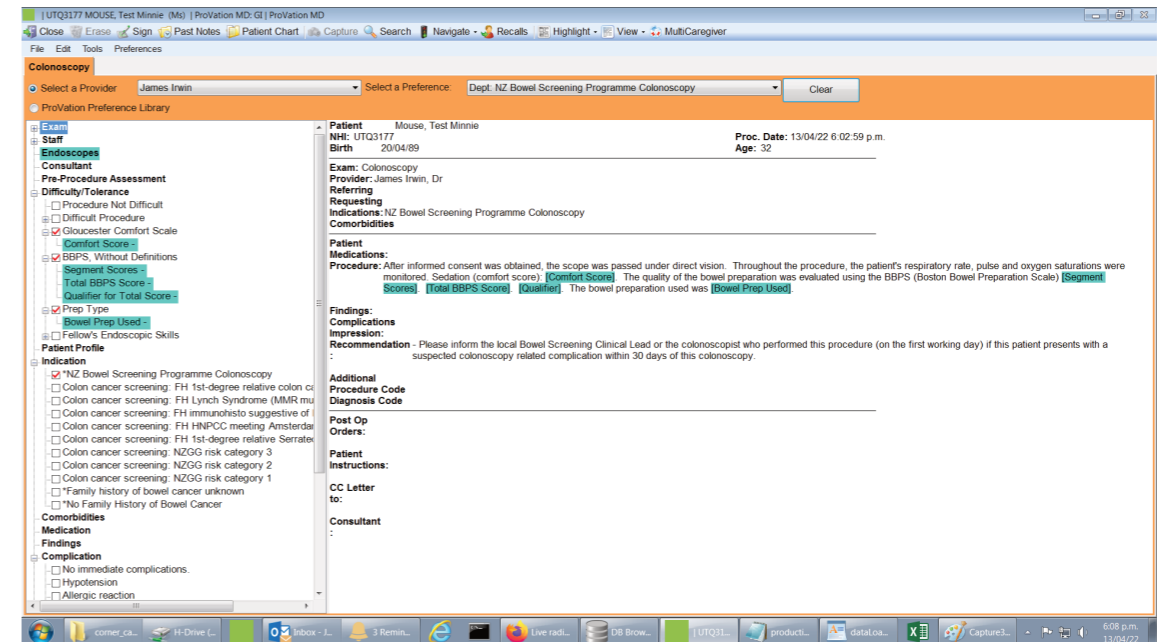 | UTQ3177 MOUSE, Test Minnie (Ms) | ProVation MD: GI | ProVation MD
Close Erase Sign Past Notes Patient Chart Capture Search Navigate Recalls Highlight View MultiCaregiver
File Edit Tools Preferences
Colonoscopy
Select a Provider James Irwin Select a Preference: Dept: NZ Bowel Screening Programme Colonoscopy Clear
ProVation Preference Library
Exam
Staff
Endoscopes
Consultant
Pre-Procedure Assessment
Difficulty/Tolerance
Procedure Not Difficult
Difficult Procedure
Gloucester Comfort Scale
Comfort Score -
BBPS, Without Definitions
Segment Scores -
Total BBPS Score -
Qualifier for Total Score -
Prep Type
Bowel Prep Used -
Fellow's Endoscopic Skills
Patient Profile
Indication
*NZ Bowel Screening Programme Colonoscopy
Colon cancer screening: FH 1st-degree relative colon ca
Colon cancer screening: FH Lynch Syndrome (MMR mu
Colon cancer screening: FH immunohisto suggestive of
Colon cancer screening: FH HNPCC meeting Amsterda
Colon cancer screening: FH 1st-degree relative Serrate
Colon cancer screening: NZGG risk category 3
Colon cancer screening: NZGG risk category 2
Colon cancer screening: NZGG risk category 1
*Family history of bowel cancer unknown
*No Family History of Bowel Cancer
Comorbidities
Medication
Findings
Complication
No immediate complications.
Hypotension
Allergic reaction
Patient Mouse, Test Minnie
NHI: UTQ3177 Proc. Date: 13/04/22 6:02:59 p.m.
Birth 20/04/89 Age: 32
Exam: Colonoscopy
Provider: James Irwin, Dr
Referring
Requesting
Indications: NZ Bowel Screening Programme Colonoscopy
Comorbidities
Patient
Medications:
Procedure: After informed consent was obtained, the scope was passed under direct vision. Throughout the procedure, the patient's respiratory rate, pulse and oxygen saturations were
monitored. Sedation (comfort score): [Comfort Score]. The quality of the bowel preparation was evaluated using the BBPS (Boston Bowel Preparation Scale) [Segment
Scores]. [Total BBPS Score]. [Qualifier]. The bowel preparation used was [Bowel Prep Used].
Findings:
Complications
Impression:
Recommendation - Please inform the local Bowel Screening Clinical Lead or the colonoscopist who performed this procedure (on the first working day) if this patient presents with a
: suspected colonoscopy related complication within 30 days of this colonoscopy.
Additional
Procedure Code
Diagnosis Code
Post Op
Orders:
Patient
Instructions:
CC Letter
to:
Consultant
:
comer_ca... H-Drive (... Inbox - J... 3 Remin... Live radi... DB Brow... [UTQ31... producti... dataLoa... Capture3... 6:08 p.m.
13/04/22